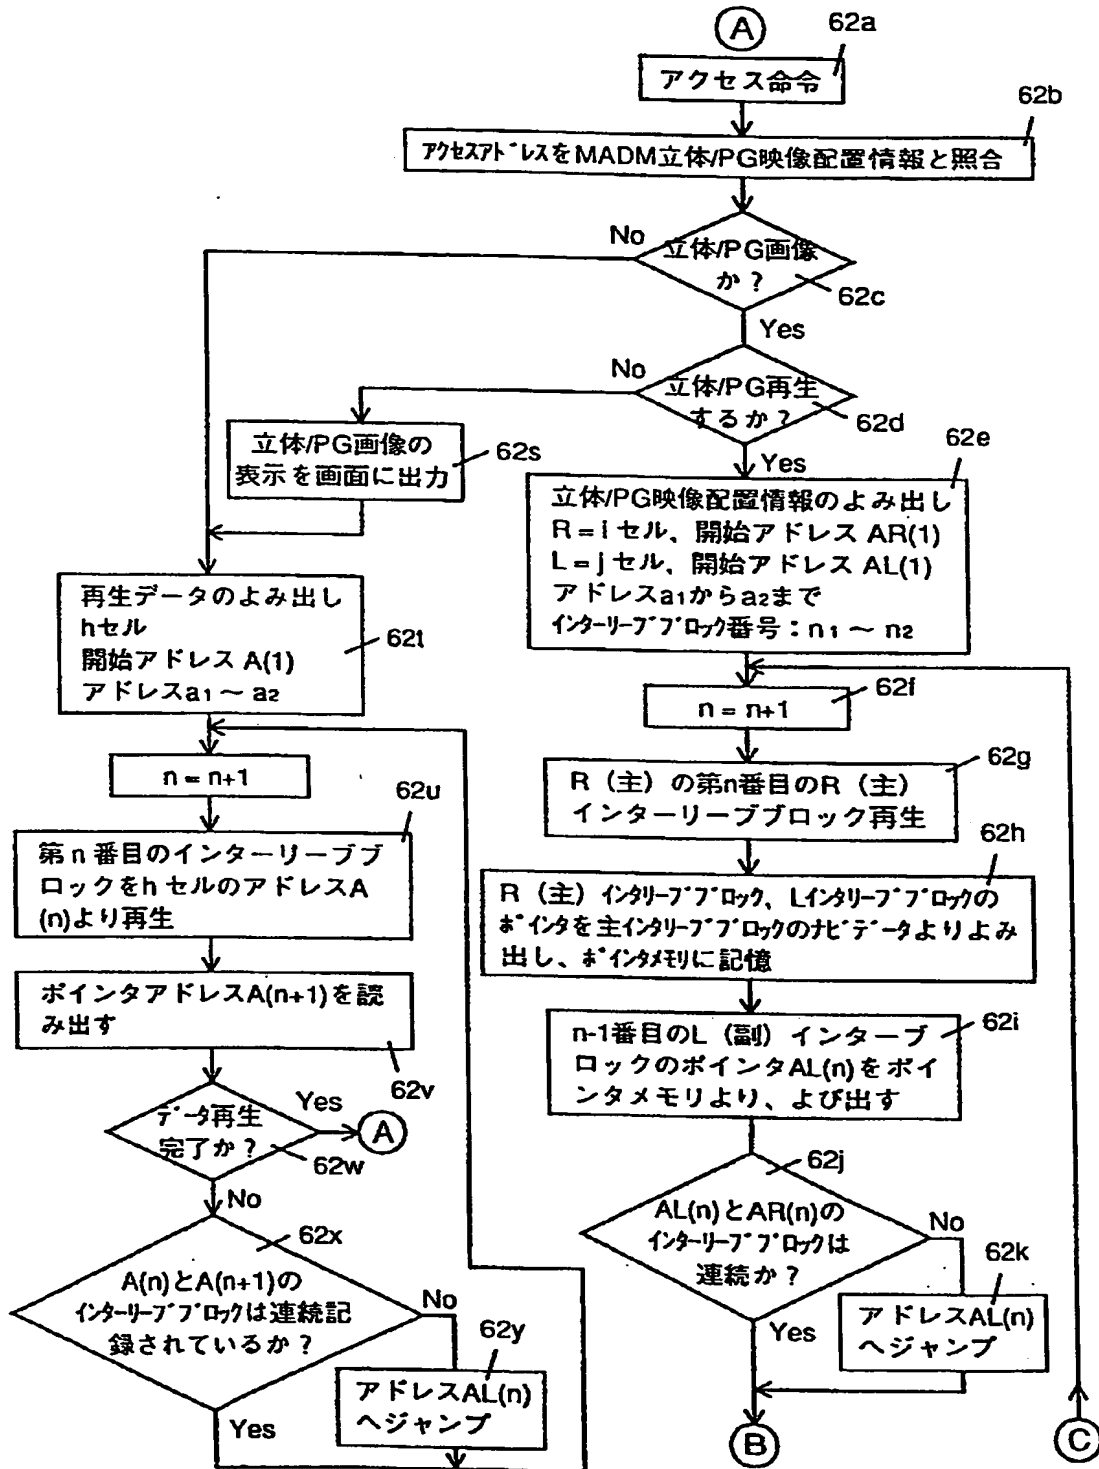 A
62a
アクセス命令
62b
アクセスアドレスをMADM立体/PG映像配置情報と照合
No
立体/PG画像
か？
62c
Yes
No
立体/PG再生
するか？
62d
立体/PG画像の
表示を画面に出力
62s
Yes
62e
立体/PG映像配置情報のよみ出し
R=iセル、開始アドレス AR(1)
L=jセル、開始アドレス AL(1)
アドレスa1からa2まで
インターリーブブロック番号：n1～n2
再生データのよみ出し
hセル
開始アドレス A(1)
アドレスa1～a2
62t
62f
n = n+1
n = n+1
62g
R（主）の第n番目のR（主）
インターリーブブロック再生
62u
第n番目のインターリーブブ
ロックをhセルのアドレスA
(n)より再生
62h
R（主）インタリーブブロック、Lインタリーブブロックの
ポインタを主インタリーブブロックのナビデータよりよみ
出し、ポインタメモリに記憶
ポインタアドレスA(n+1)を読
み出す
62v
62i
n-1番目のL（副）インターブ
ロックのポインタAL(n)をポイ
ンタメモリより、よび出す
データ再生
完了か？
Yes
A
62w
No
62j
AL(n)とAR(n)の
インターリーブブロックは
連続か？
No
62k
アドレスAL(n)
へジャンプ
Yes
62x
A(n)とA(n+1)の
インターリーブブロックは連続記
録されているか？
No
62y
アドレスAL(n)
へジャンプ
Yes
B
C